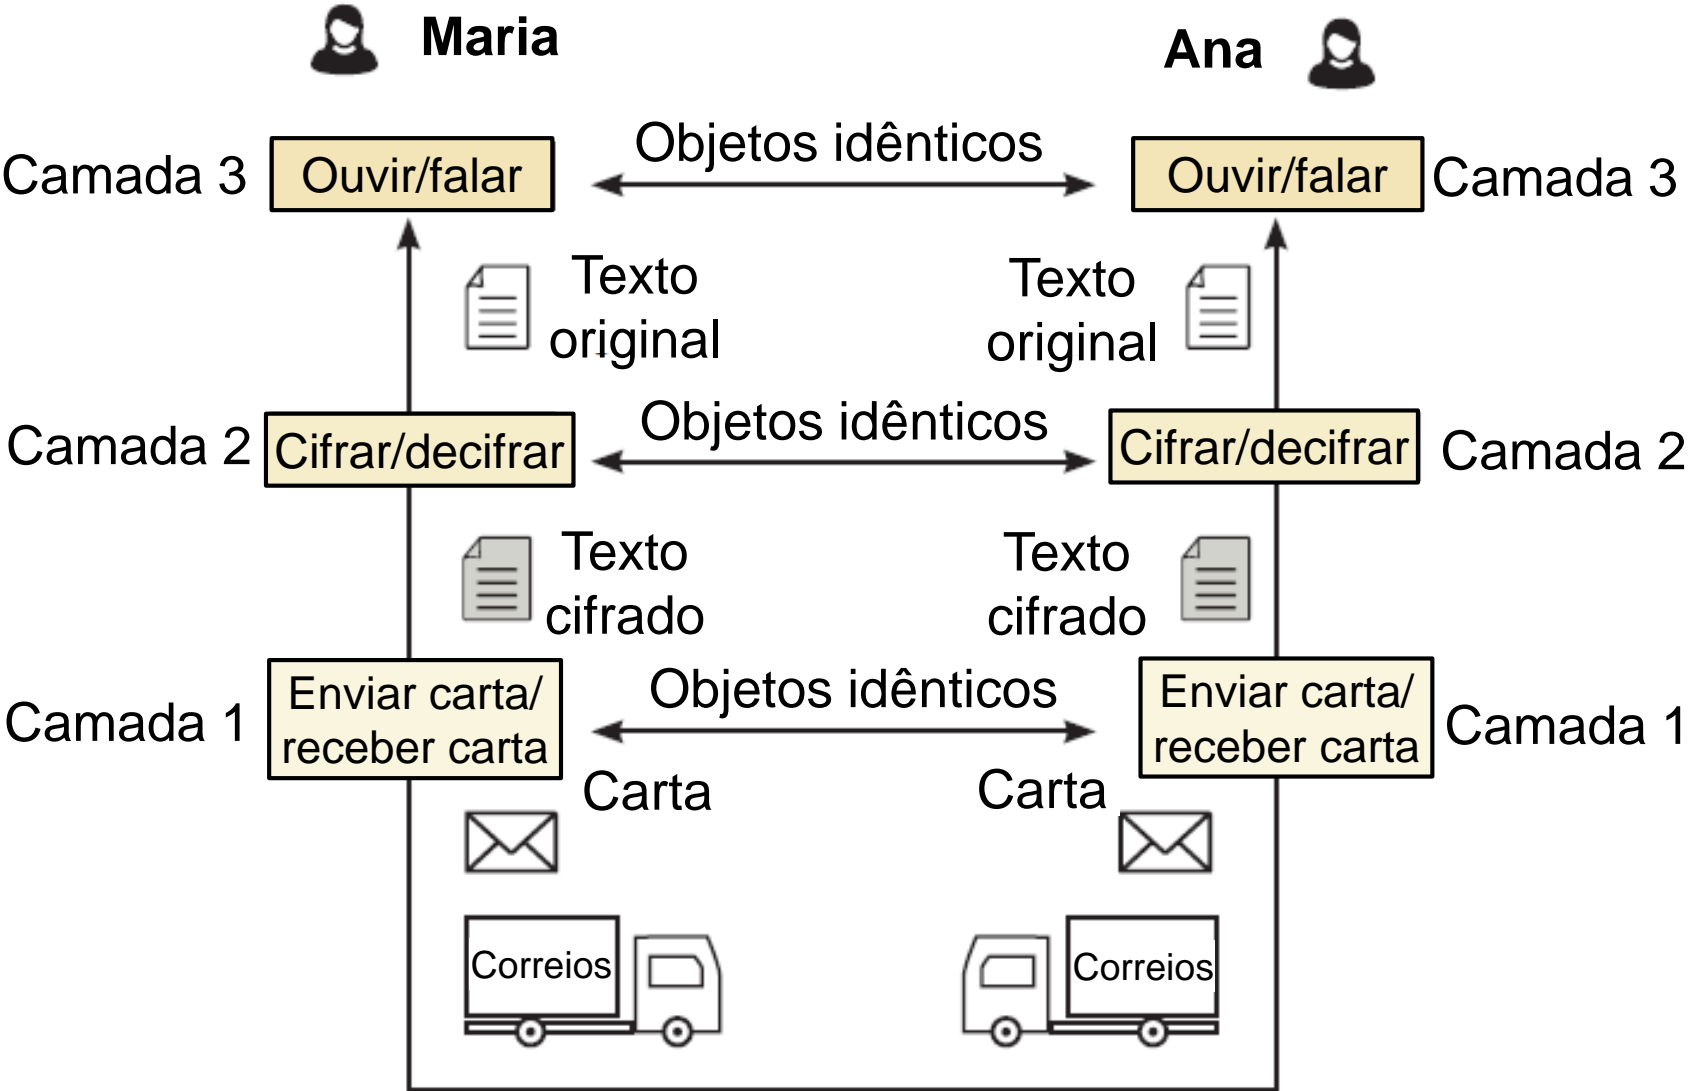 Maria
Ana
Objetos idênticos
Camada 3
Ouvir/falar
Ouvir/falar
Camada 3
Texto
original
Texto
original
Objetos idênticos
Camada 2
Cifrar/decifrar
Cifrar/decifrar
Camada 2
Texto
cifrado
Texto
cifrado
Objetos idênticos
Camada 1
Enviar carta/
receber carta
Enviar carta/
receber carta
Camada 1
Carta
Carta
Correios
Correios